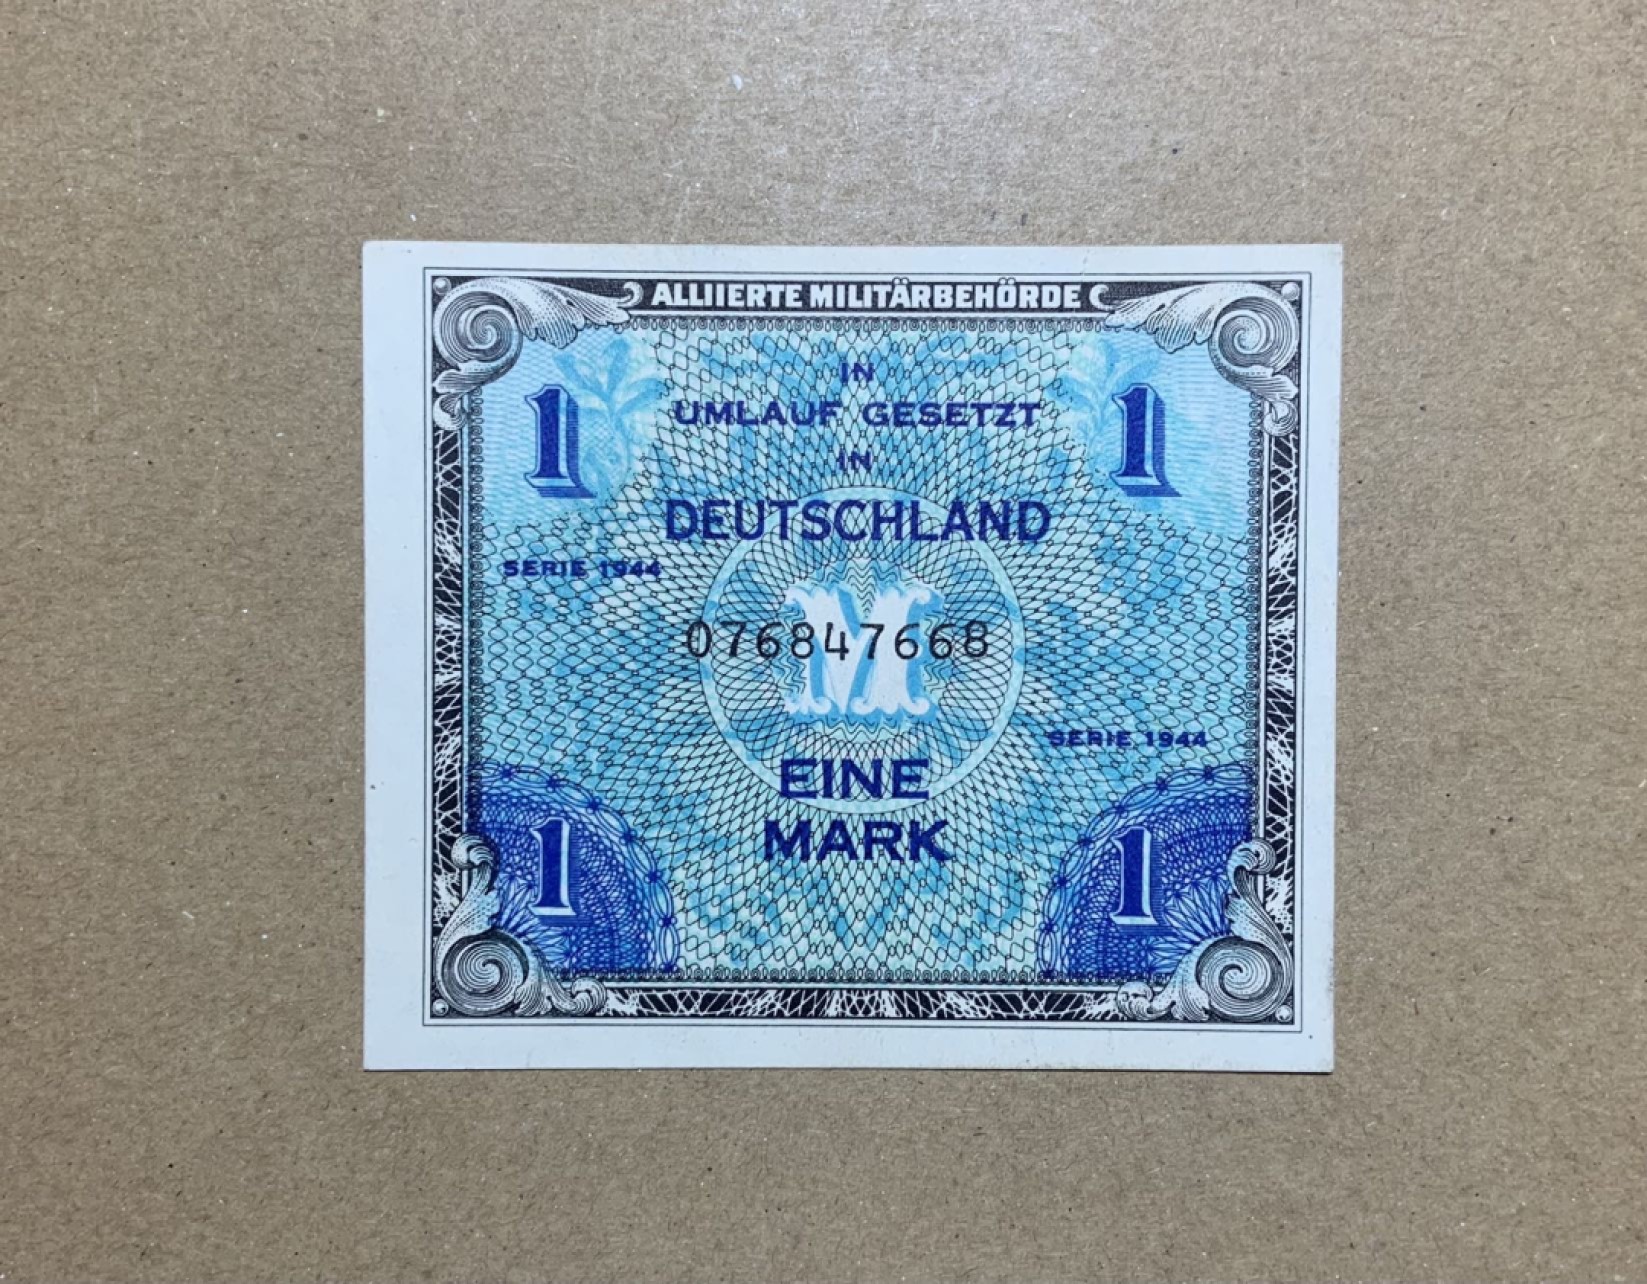 ALLIIERTE MILITÄRBEHÖRDE
1 IN 1
UMLAUF GESETZT
IN
DEUTSCHLAND
SERIE 1944
M
076847668
SERIE 1944
EINE
MARK
1 1